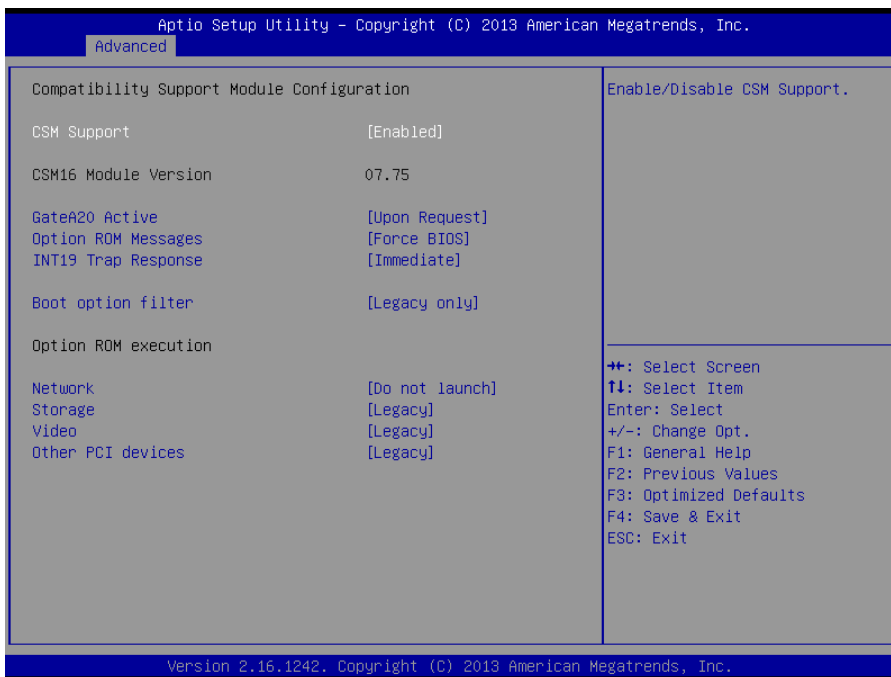 Aptio Setup Utility – Copyright (C) 2013 American Megatrends, Inc.
Advanced
Compatibility Support Module Configuration
CSM Support [Enabled]
CSM16 Module Version 07.75
GateA20 Active [Upon Request]
Option ROM Messages [Force BIOS]
INT19 Trap Response [Immediate]
Boot option filter [Legacy only]
Option ROM execution
Network [Do not launch]
Storage [Legacy]
Video [Legacy]
Other PCI devices [Legacy]
Enable/Disable CSM Support.
→←: Select Screen
↑↓: Select Item
Enter: Select
+/-: Change Opt.
F1: General Help
F2: Previous Values
F3: Optimized Defaults
F4: Save & Exit
ESC: Exit
Version 2.16.1242. Copyright (C) 2013 American Megatrends, Inc.